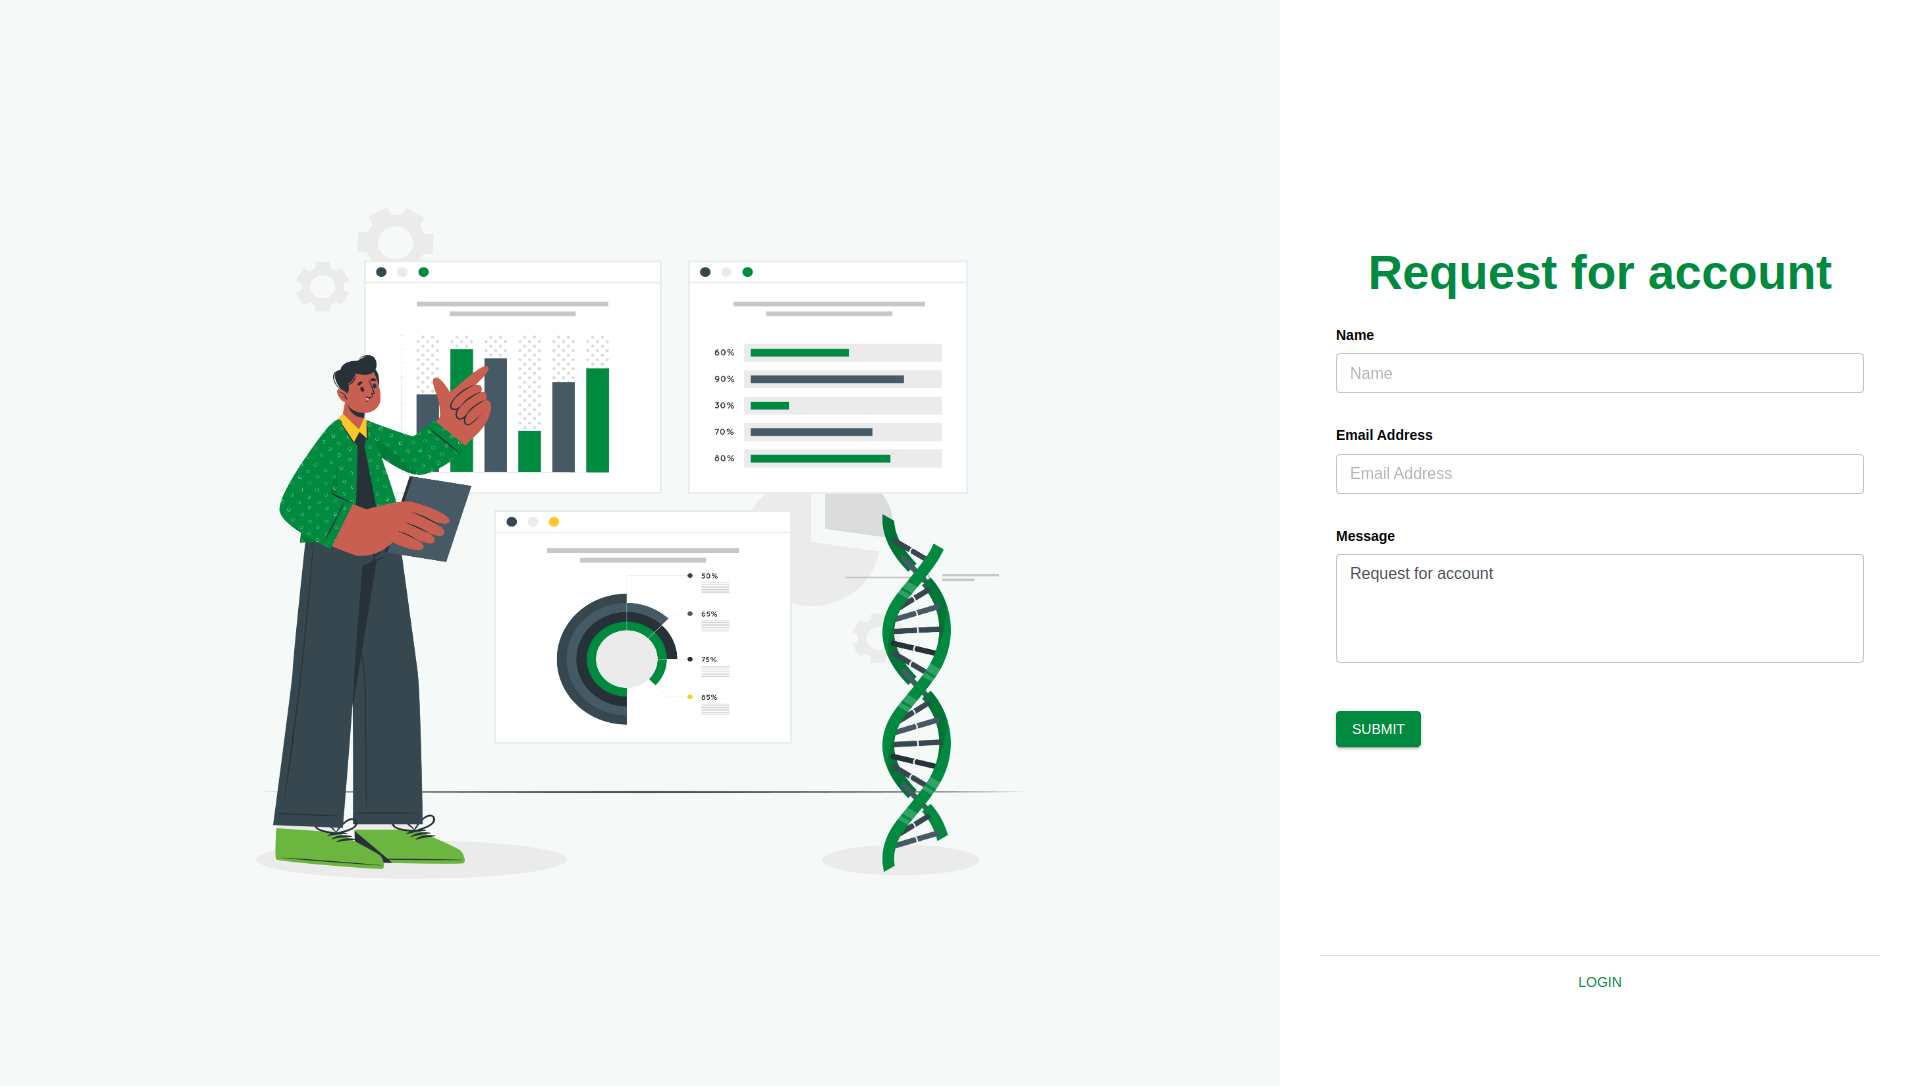 60%
90%
30%
70%
80%
50%
65%
75%
85%
Request for account
Name
Name
Email Address
Email Address
Message
Request for account
SUBMIT
LOGIN